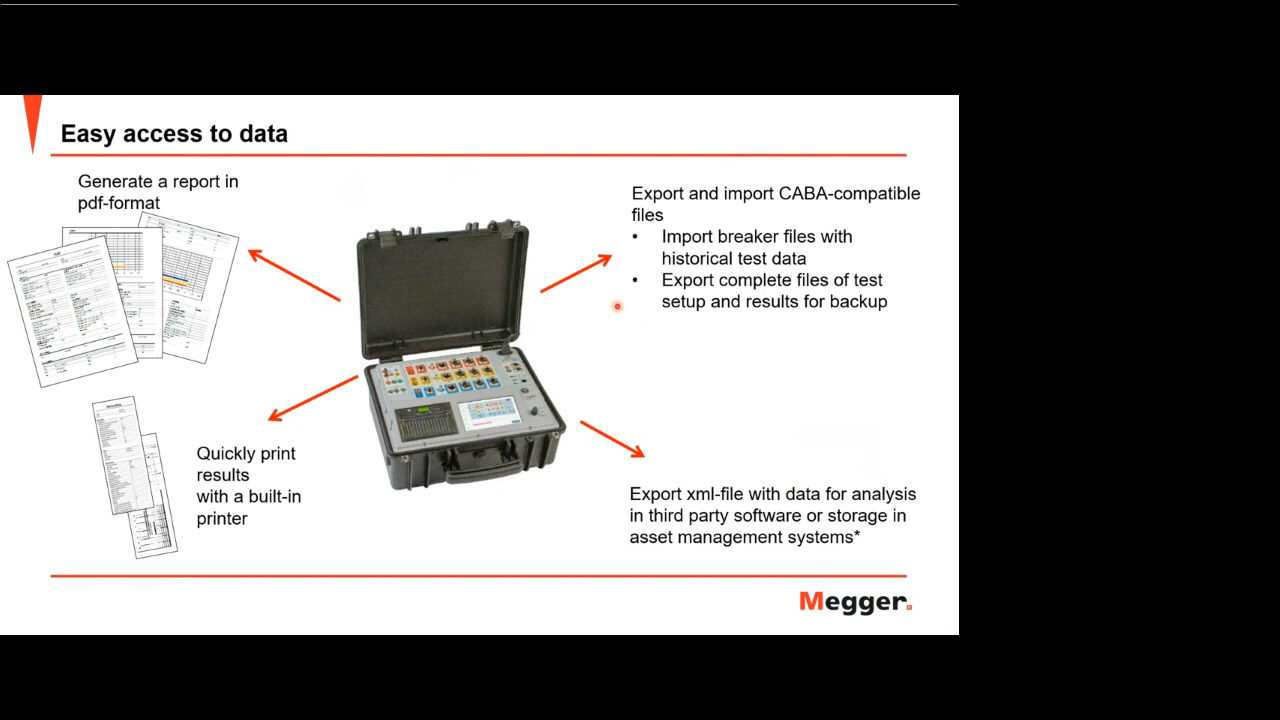 Easy access to data
Generate a report in
pdf-format
Export and import CABA-compatible
files
• Import breaker files with
historical test data
• Export complete files of test
setup and results for backup
Quickly print
results
with a built-in
printer
Export xml-file with data for analysis
in third party software or storage in
asset management systems*
Megger